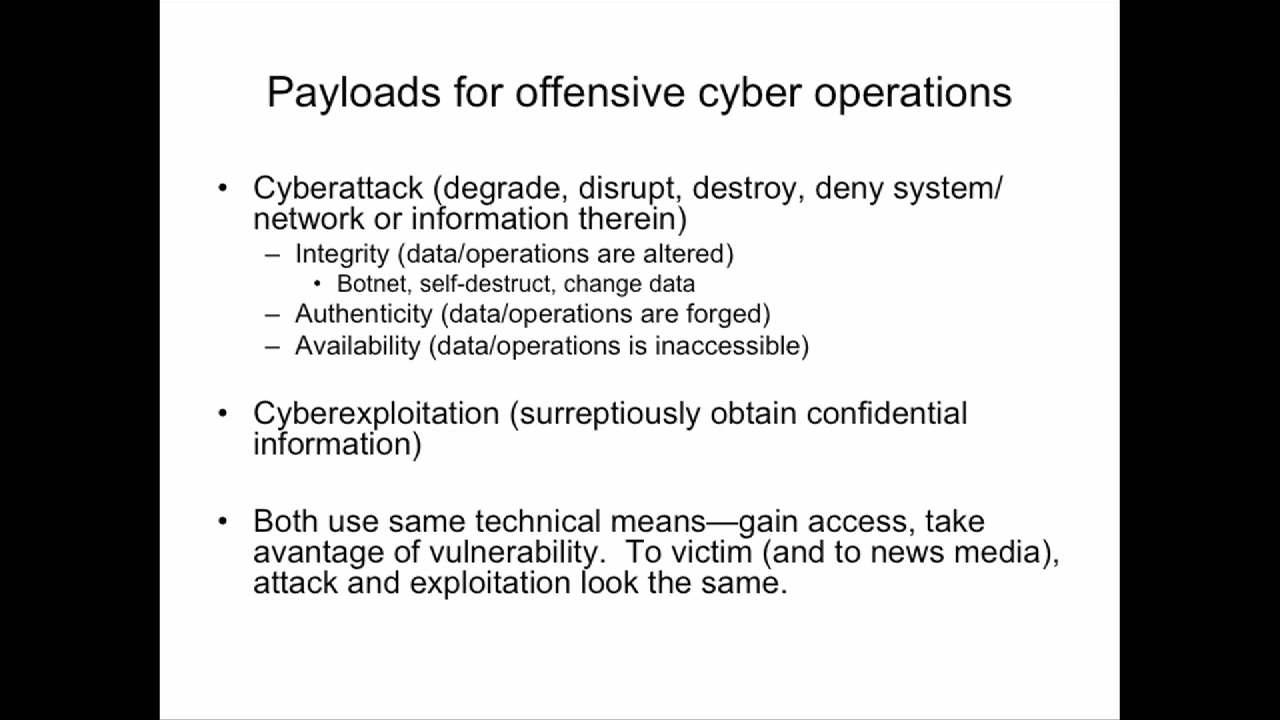 Payloads for offensive cyber operations
• Cyberattack (degrade, disrupt, destroy, deny system/
network or information therein)
– Integrity (data/operations are altered)
• Botnet, self-destruct, change data
– Authenticity (data/operations are forged)
– Availability (data/operations is inaccessible)
• Cyberexploitation (surreptiously obtain confidential
information)
• Both use same technical means—gain access, take
avantage of vulnerability.  To victim (and to news media),
attack and exploitation look the same.